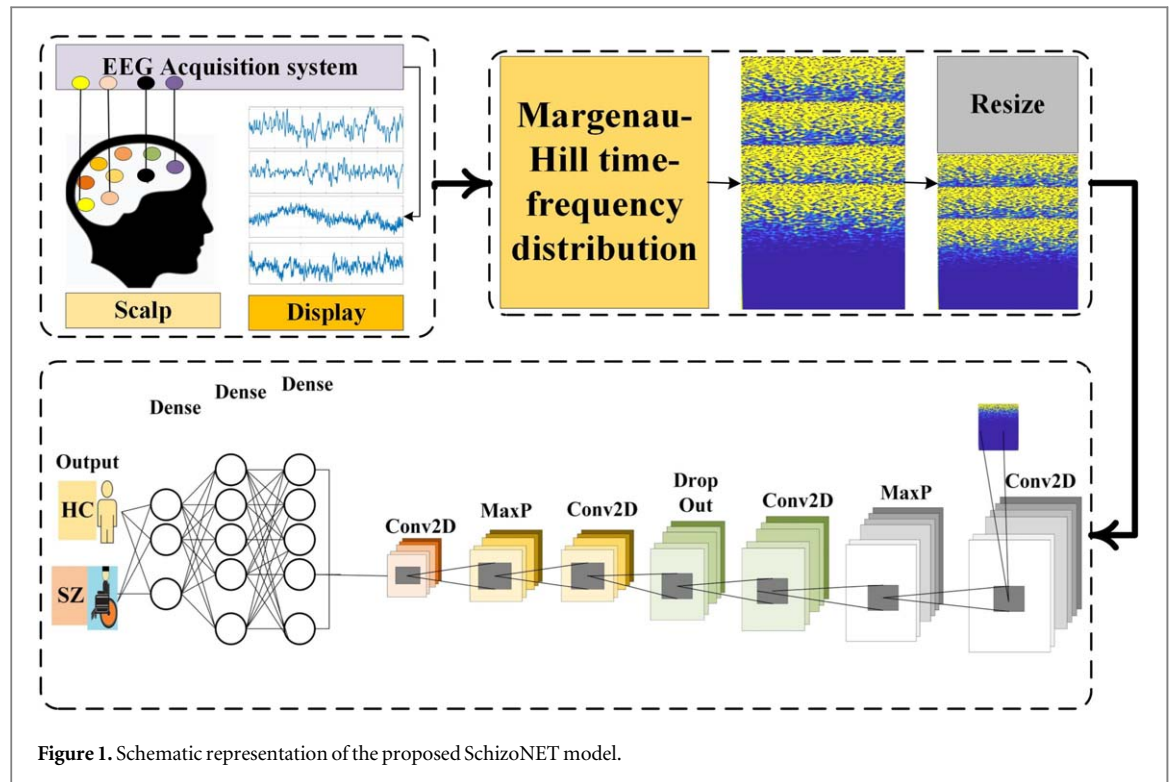 EEG Acquisition system
Scalp
Display
Margenau-
Hill time-
frequency
distribution
Resize
Dense
Dense
Dense
Output
HC
SZ
Conv2D
MaxP
Conv2D
Drop
Out
Conv2D
MaxP
Conv2D
Figure 1. Schematic representation of the proposed SchizoNET model.